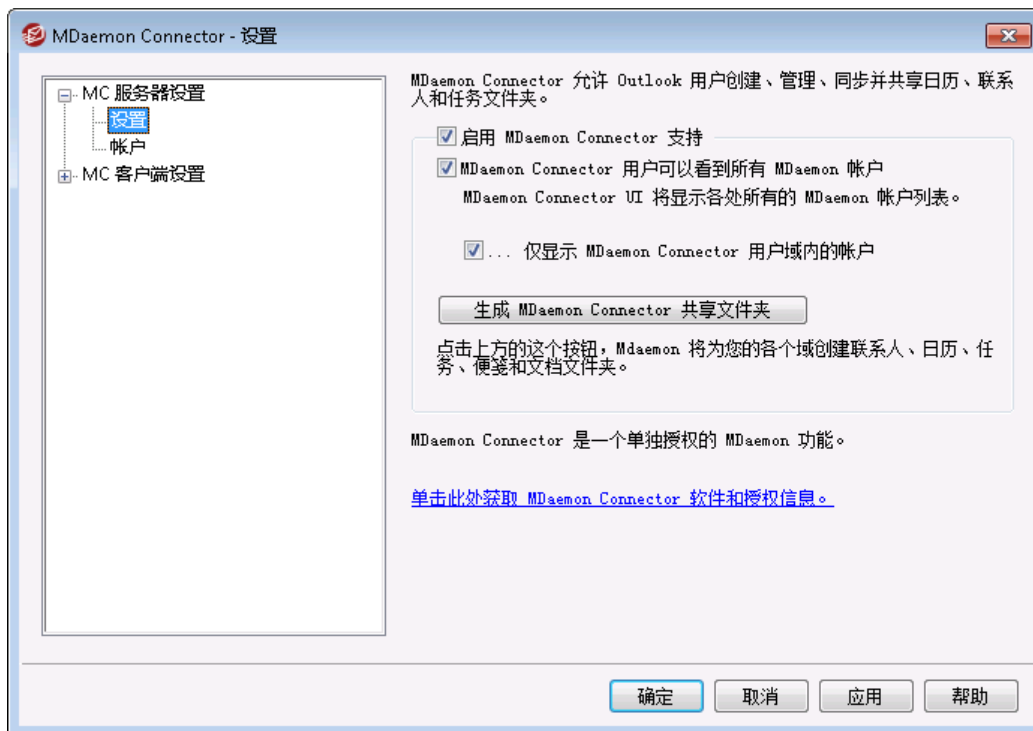 MDaemon Connector - 设置
MC 服务器设置
设置
帐户
MC 客户端设置
MDaemon Connector 允许 Outlook 用户创建、管理、同步并共享日历、联系
人和任务文件夹。
启用 MDaemon Connector 支持
MDaemon Connector 用户可以看到所有 MDaemon 帐户
MDaemon Connector UI 将显示各处所有的 MDaemon 帐户列表。
... 仅显示 MDaemon Connector 用户域内的帐户
生成 MDaemon Connector 共享文件夹
点击上方的这个按钮，Mdaemon 将为您的各个域创建联系人、日历、任
务、便笺和文档文件夹。
MDaemon Connector 是一个单独授权的 MDaemon 功能。
单击此处获取 MDaemon Connector 软件和授权信息。
确定
取消
应用
帮助